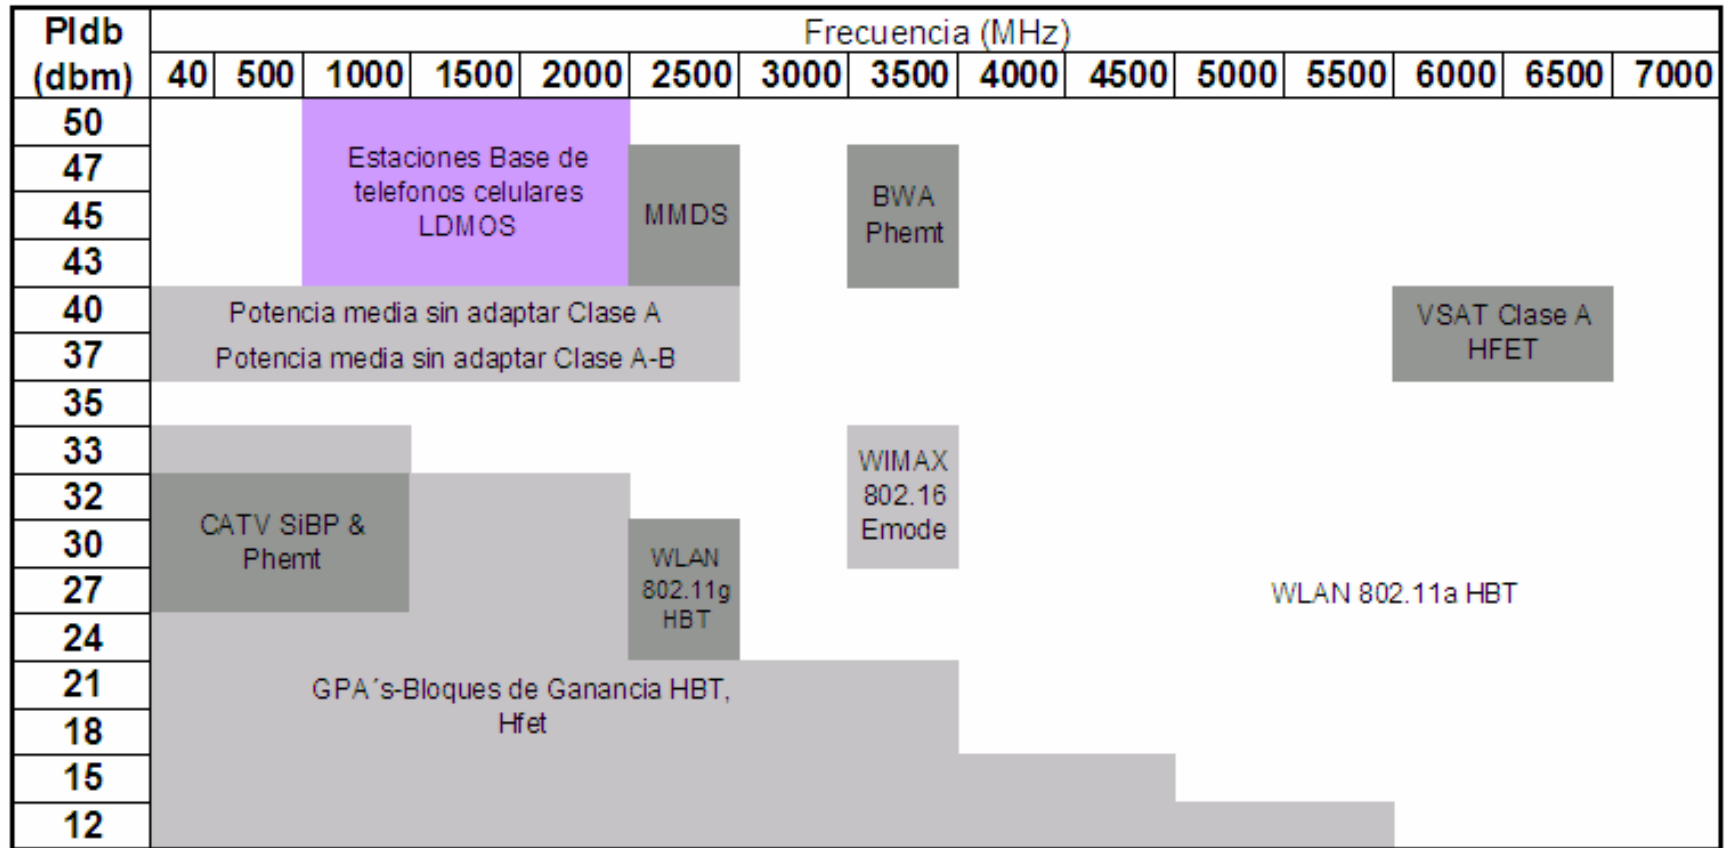 PIdb
(dbm)
Frecuencia (MHz)
40 500 1000 1500 2000 2500 3000 3500 4000 4500 5000 5500 6000 6500 7000
50
47
45
43
40
37
35
33
32
30
27
24
21
18
15
12
Estaciones Base de
telefonos celulares
LDMOS
MMDS
BWA
Phemt
Potencia media sin adaptar Clase A
Potencia media sin adaptar Clase A-B
VSAT Clase A
HFET
WIMAX
802.16
Emode
CATV SiBP &
Phemt
WLAN
802.11g
HBT
WLAN 802.11a HBT
GPA´s-Bloques de Ganancia HBT,
Hfet